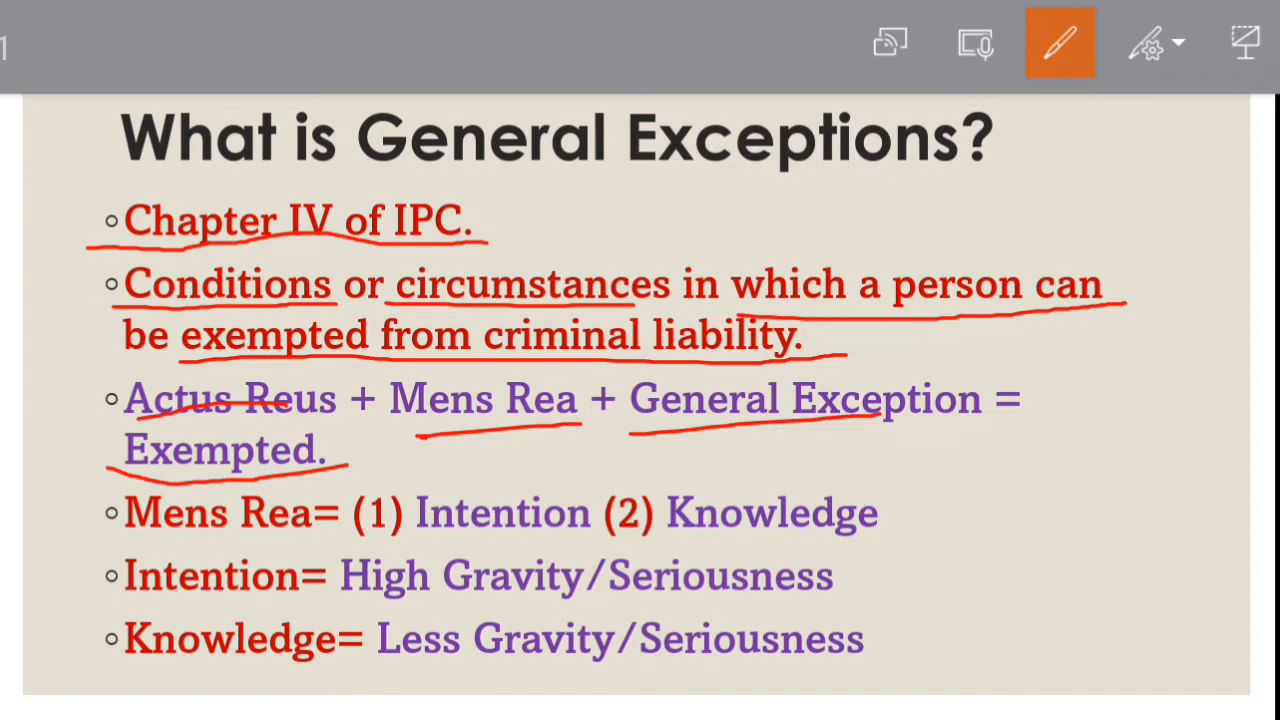 1
What is General Exceptions?
◦Chapter IV of IPC.
◦Conditions or circumstances in which a person can
be exempted from criminal liability.
◦Actus Reus + Mens Rea + General Exception =
Exempted.
◦Mens Rea= (1) Intention (2) Knowledge
◦Intention= High Gravity/Seriousness
◦Knowledge= Less Gravity/Seriousness